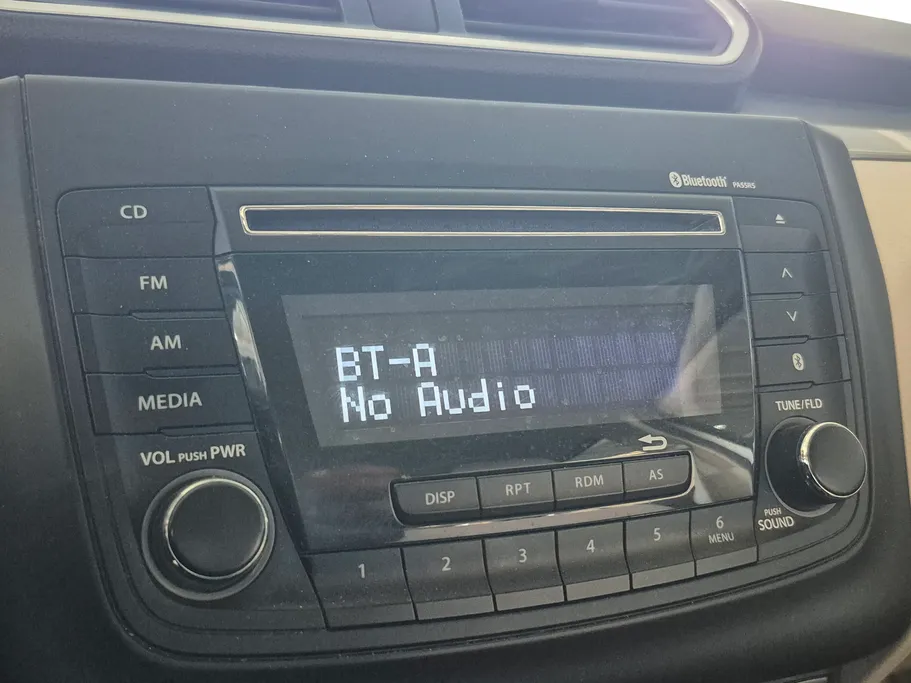 Bluetooth PA55RS
CD
FM
AM
MEDIA
VOL PUSH PWR
BT-A
No Audio
TUNE/FLD
PUSH
SOUND
DISP RPT RDM AS
1 2 3 4 5 6
MENU